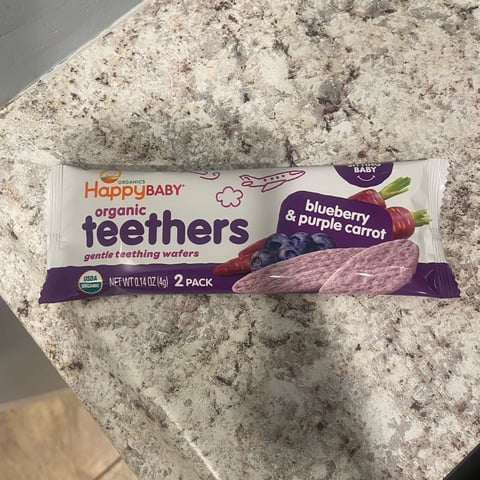 ORGANICS
HappyBABY®
organic
teethers
gentle teething wafers
USDA
ORGANIC
NET WT 0.14 OZ (4g) 2 PACK
BABY
blueberry
& purple carrot